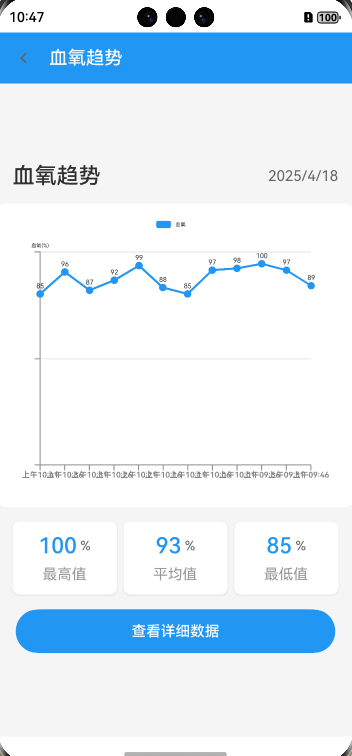 10:47
100
血氧趋势
血氧趋势
2025/4/18
血氧
血氧(%)
85 96 87 92 99 88 85 97 98 100 97 89
09:46
100 %
93 %
85 %
最高值
平均值
最低值
查看详细数据